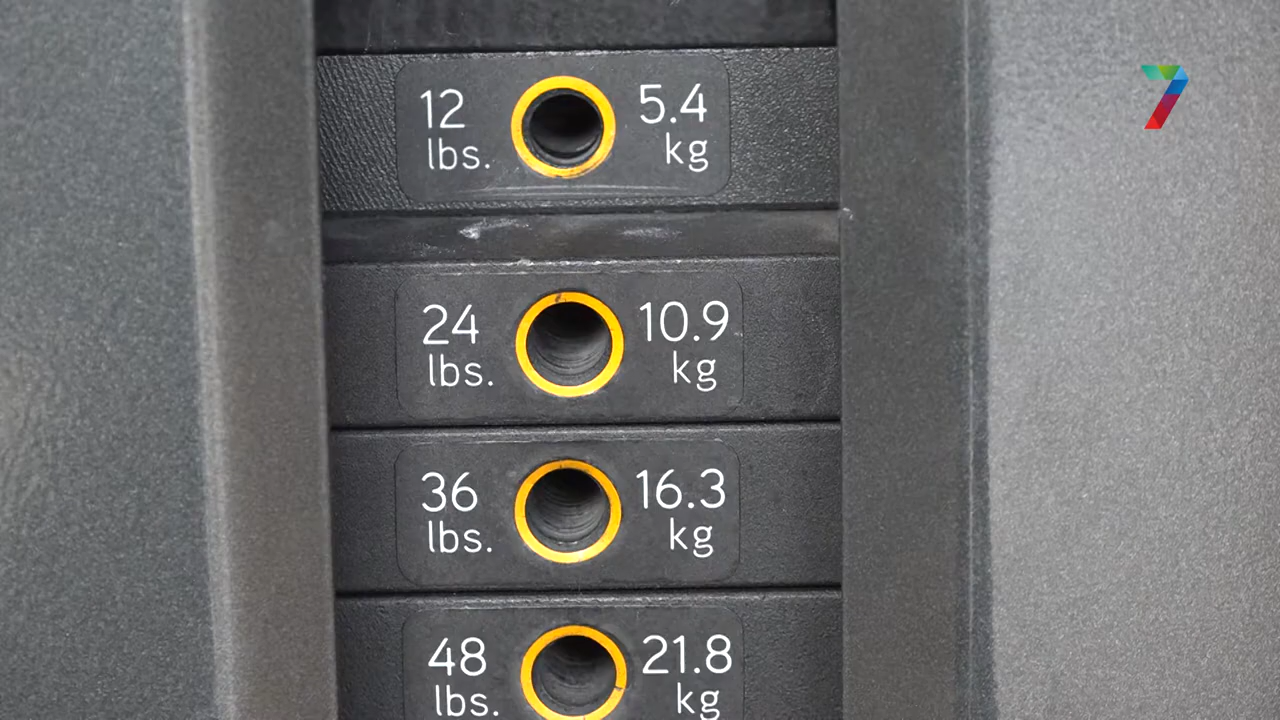 12 lbs. 5.4 kg
24 lbs. 10.9 kg
36 lbs. 16.3 kg
48 lbs. 21.8 kg
7